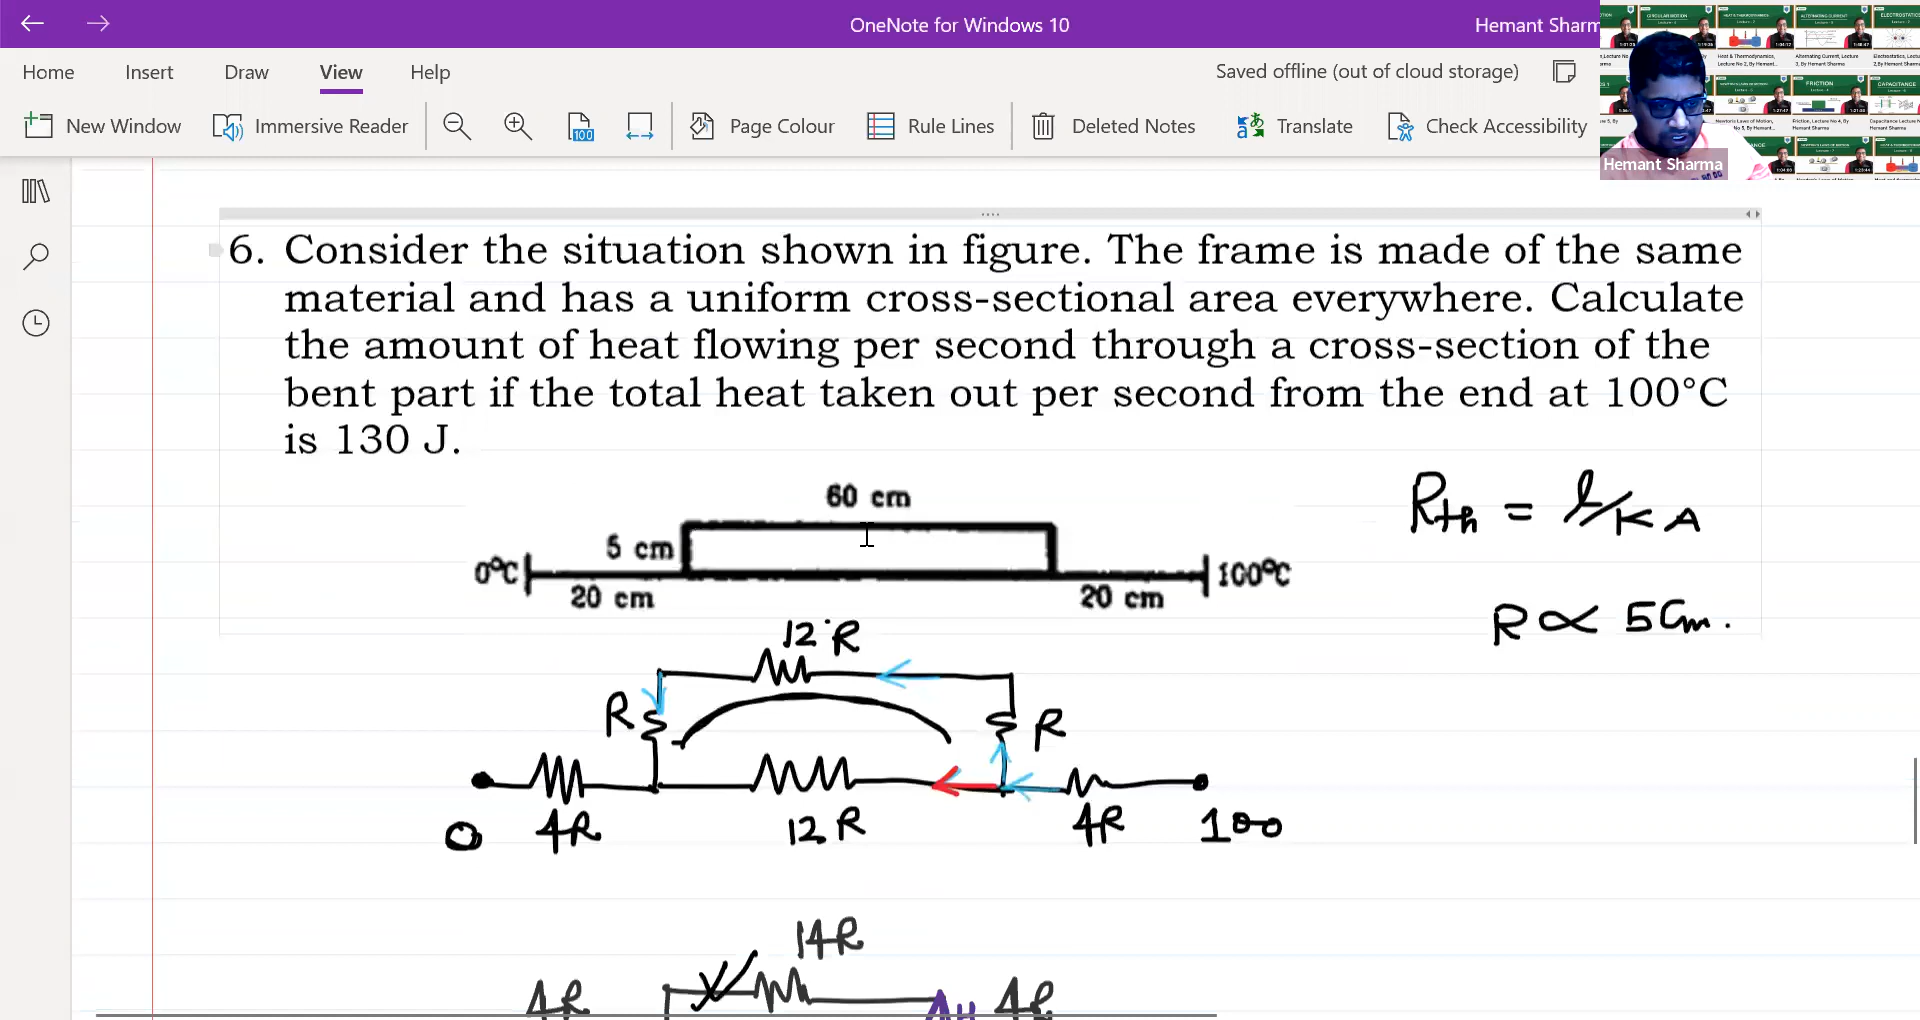 OneNote for Windows 10
Home Insert Draw View Help
Saved offline (out of cloud storage)
New Window Immersive Reader 100 Page Colour Rule Lines Deleted Notes Translate Check Accessibility
Hemant Sharma
6. Consider the situation shown in figure. The frame is made of the same
material and has a uniform cross-sectional area everywhere. Calculate
the amount of heat flowing per second through a cross-section of the
bent part if the total heat taken out per second from the end at 100°C
is 130 J.
60 cm
5 cm
0°C 100°C
20 cm 20 cm
Rth = l/KA
R ∝ 5Cm.
12R
R R
4R 12R 4R
0 100
14R
4R 4R